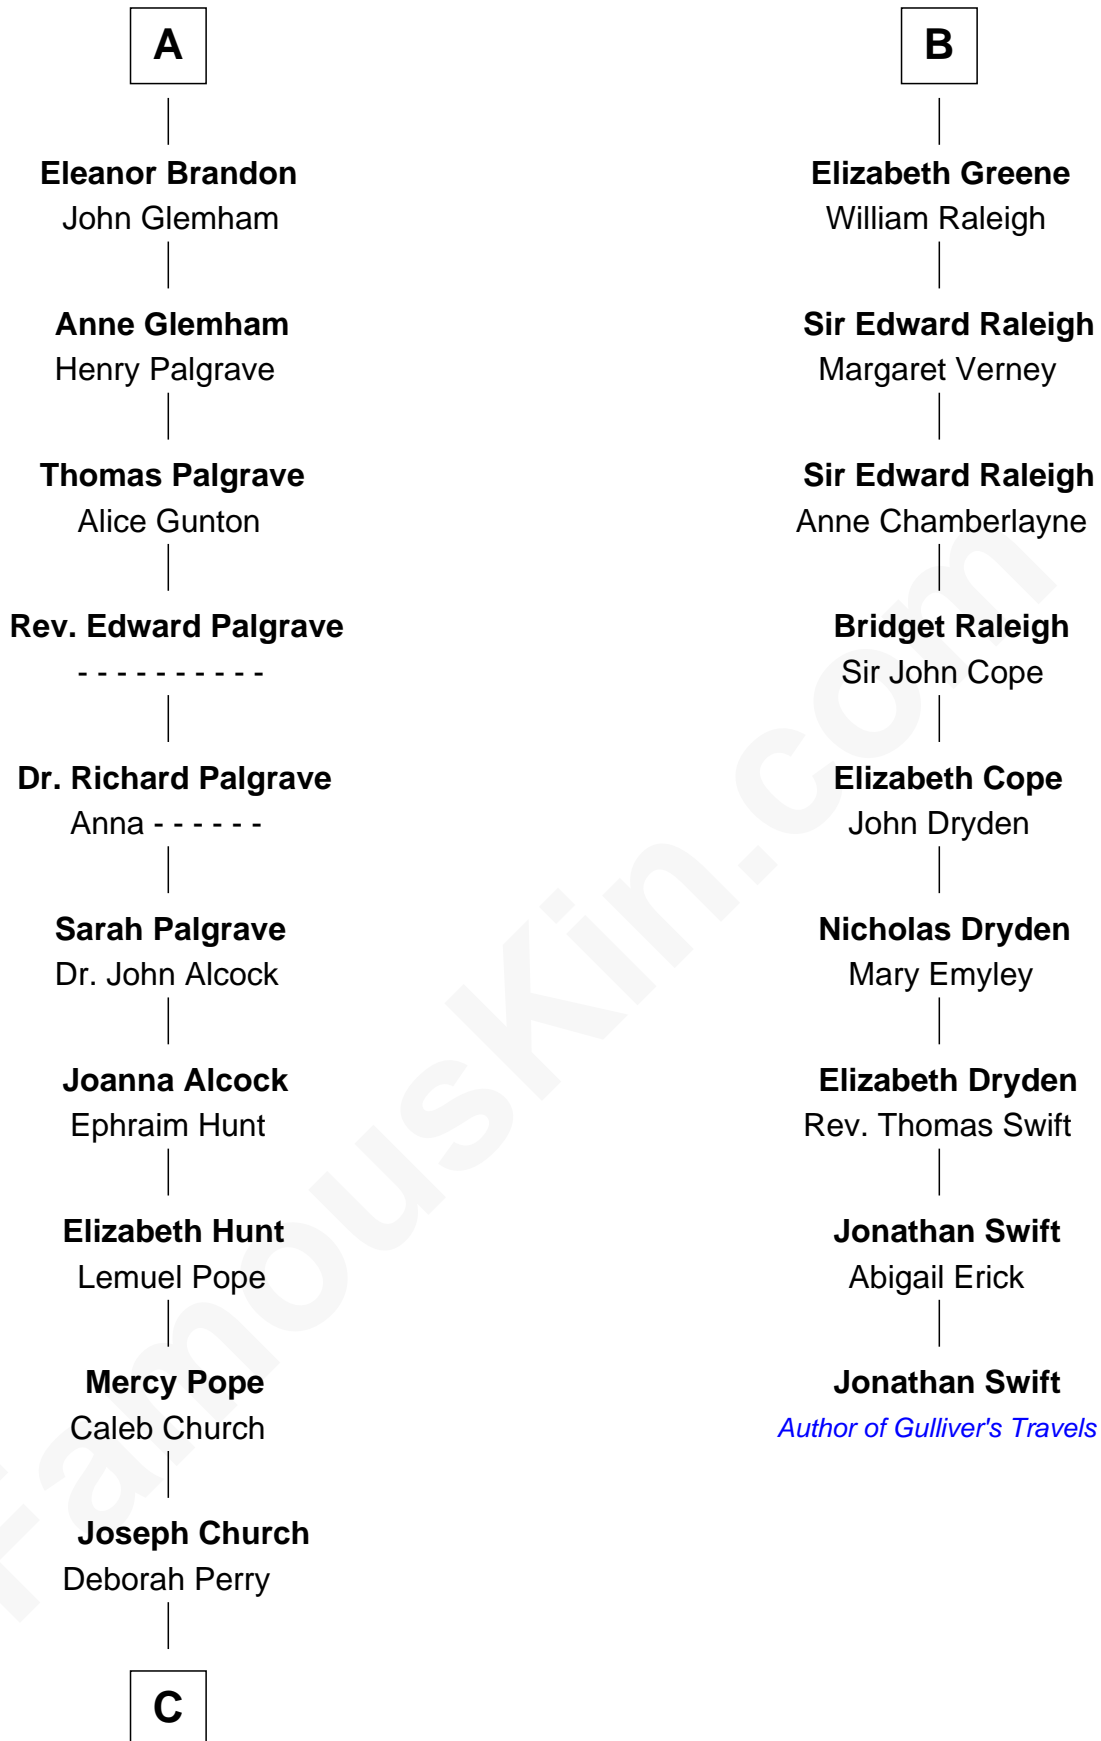 A
Eleanor Brandon
John Glemham
Anne Glemham
Henry Palgrave
Thomas Palgrave
Alice Gunton
Rev. Edward Palgrave
- - - - - - - - - -
Dr. Richard Palgrave
Anna - - - - - -
Sarah Palgrave
Dr. John Alcock
Joanna Alcock
Ephraim Hunt
Elizabeth Hunt
Lemuel Pope
Mercy Pope
Caleb Church
Joseph Church
Deborah Perry
C
B
Elizabeth Greene
William Raleigh
Sir Edward Raleigh
Margaret Verney
Sir Edward Raleigh
Anne Chamberlayne
Bridget Raleigh
Sir John Cope
Elizabeth Cope
John Dryden
Nicholas Dryden
Mary Emyley
Elizabeth Dryden
Rev. Thomas Swift
Jonathan Swift
Abigail Erick
Jonathan Swift
Author of Gulliver's Travels
FamousKin.com